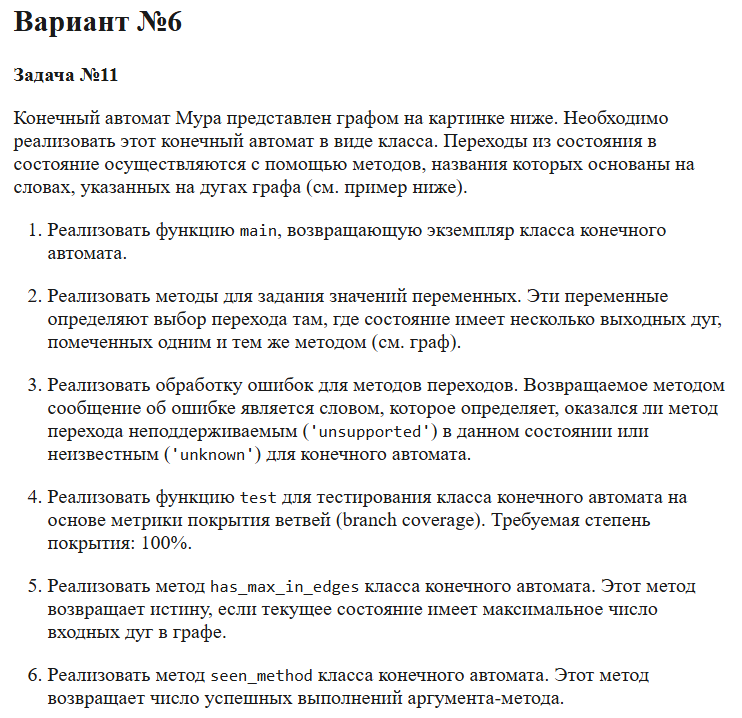 Вариант №6
Задача №11
Конечный автомат Мура представлен графом на картинке ниже. Необходимо
реализовать этот конечный автомат в виде класса. Переходы из состояния в
состояние осуществляются с помощью методов, названия которых основаны на
словах, указанных на дугах графа (см. пример ниже).
1. Реализовать функцию main, возвращающую экземпляр класса конечного
автомата.
2. Реализовать методы для задания значений переменных. Эти переменные
определяют выбор перехода там, где состояние имеет несколько выходных дуг,
помеченных одним и тем же методом (см. граф).
3. Реализовать обработку ошибок для методов переходов. Возвращаемое методом
сообщение об ошибке является словом, которое определяет, оказался ли метод
перехода неподдерживаемым ('unsupported') в данном состоянии или
неизвестным ('unknown') для конечного автомата.
4. Реализовать функцию test для тестирования класса конечного автомата на
основе метрики покрытия ветвей (branch coverage). Требуемая степень
покрытия: 100%.
5. Реализовать метод has_max_in_edges класса конечного автомата. Этот метод
возвращает истину, если текущее состояние имеет максимальное число
входных дуг в графе.
6. Реализовать метод seen_method класса конечного автомата. Этот метод
возвращает число успешных выполнений аргумента-метода.